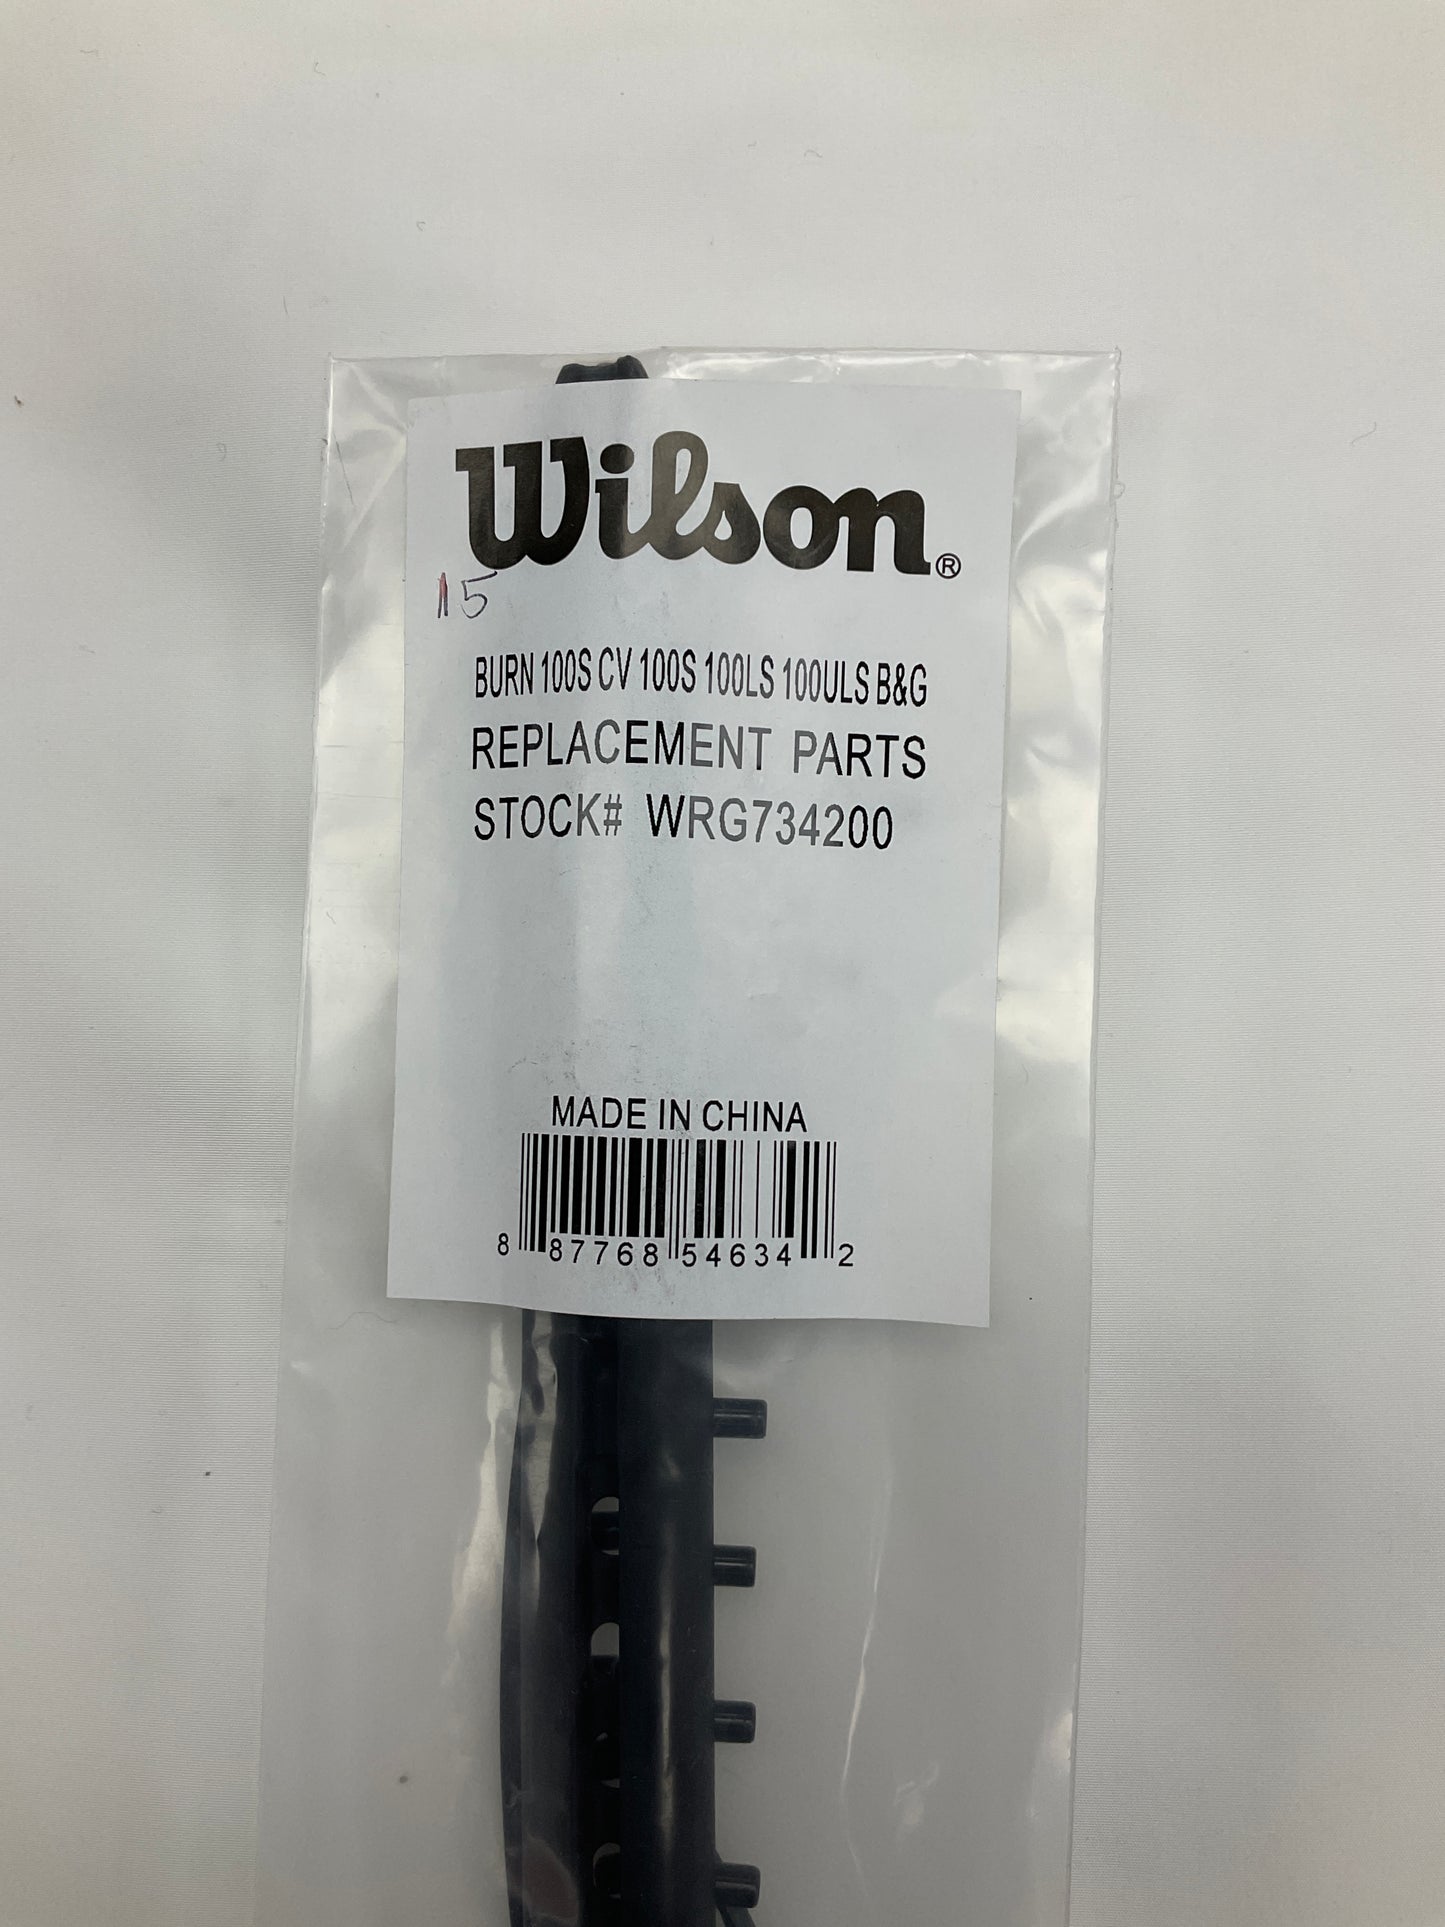 Wilson®
15
BURN 100S CV 100S 100LS 100ULS B&G
REPLACEMENT PARTS
STOCK# WRG734200
MADE IN CHINA
8 87768 54634 2